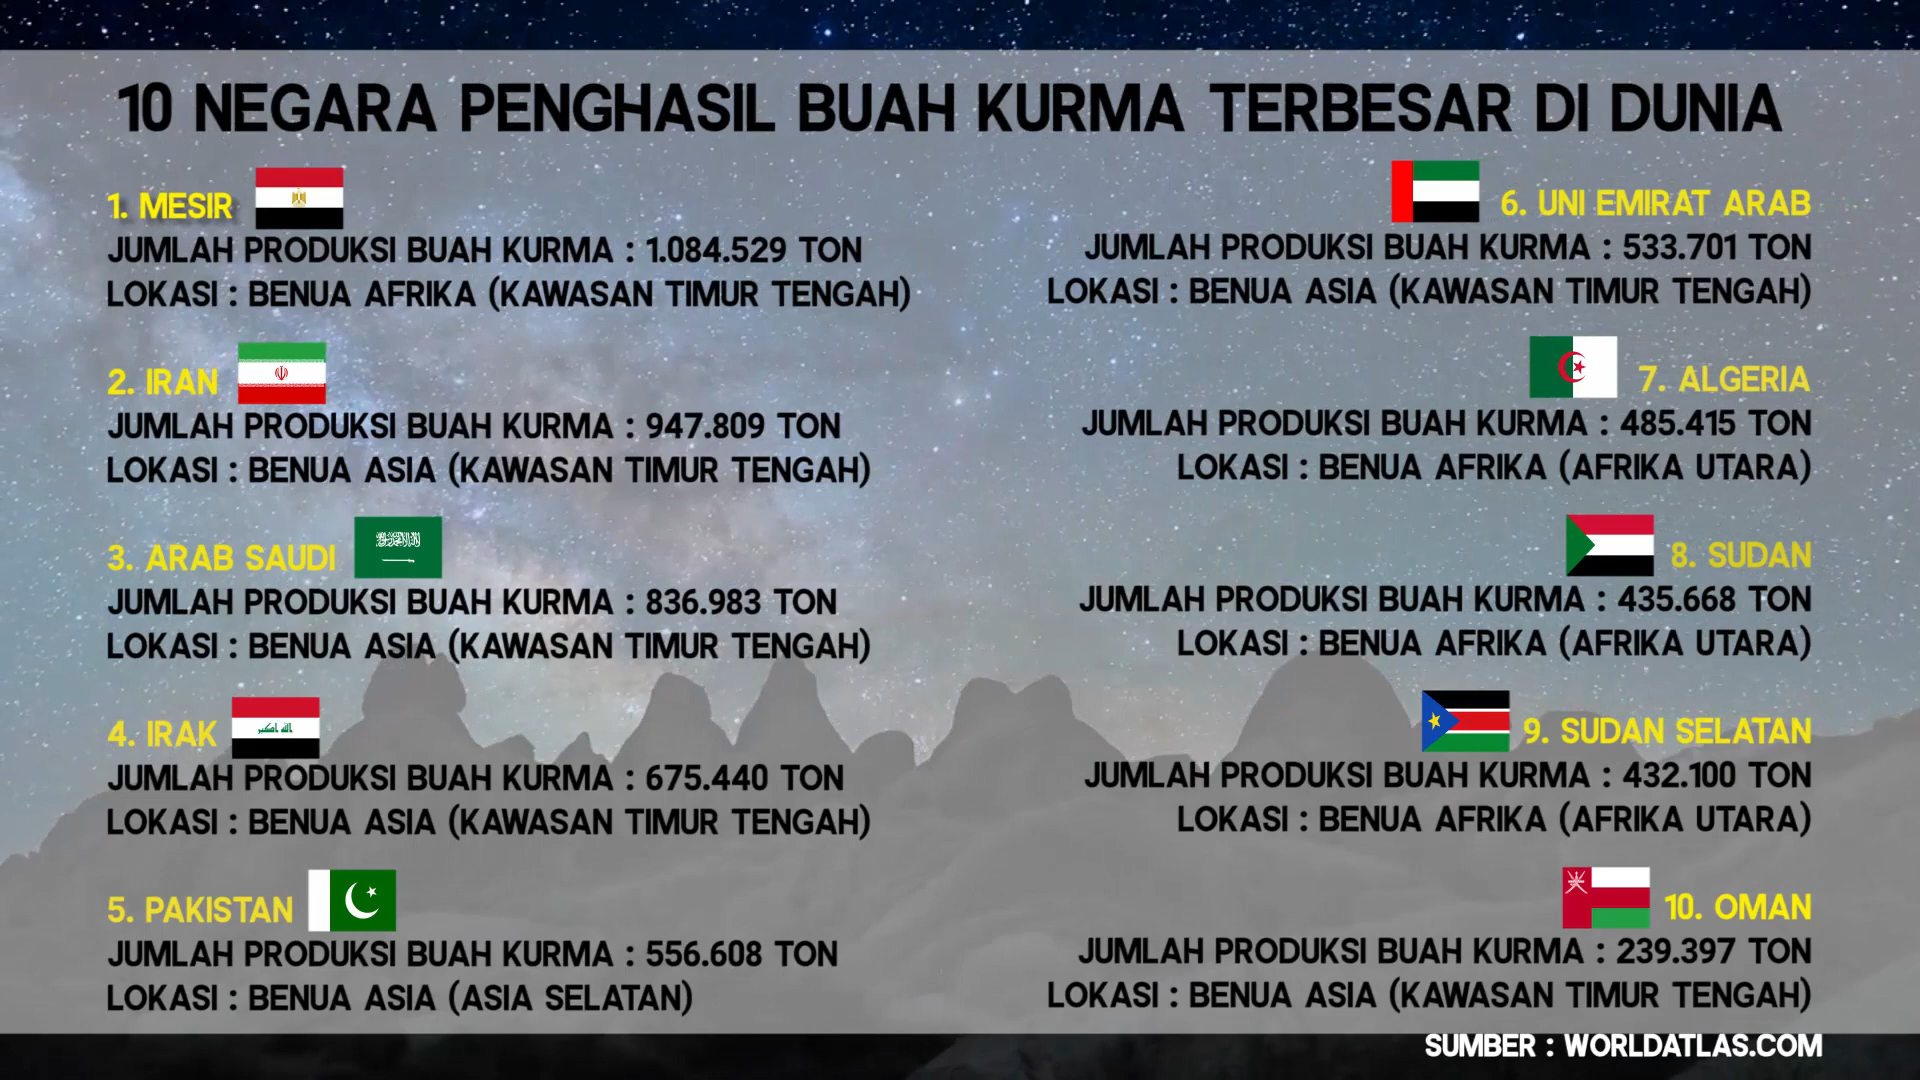 10 NEGARA PENGHASIL BUAH KURMA TERBESAR DI DUNIA
1. MESIR
JUMLAH PRODUKSI BUAH KURMA : 1.084.529 TON
LOKASI : BENUA AFRIKA (KAWASAN TIMUR TENGAH)
2. IRAN
JUMLAH PRODUKSI BUAH KURMA : 947.809 TON
LOKASI : BENUA ASIA (KAWASAN TIMUR TENGAH)
3. ARAB SAUDI
JUMLAH PRODUKSI BUAH KURMA : 836.983 TON
LOKASI : BENUA ASIA (KAWASAN TIMUR TENGAH)
4. IRAK
JUMLAH PRODUKSI BUAH KURMA : 675.440 TON
LOKASI : BENUA ASIA (KAWASAN TIMUR TENGAH)
5. PAKISTAN
JUMLAH PRODUKSI BUAH KURMA : 556.608 TON
LOKASI : BENUA ASIA (ASIA SELATAN)
6. UNI EMIRAT ARAB
JUMLAH PRODUKSI BUAH KURMA : 533.701 TON
LOKASI : BENUA ASIA (KAWASAN TIMUR TENGAH)
7. ALGERIA
JUMLAH PRODUKSI BUAH KURMA : 485.415 TON
LOKASI : BENUA AFRIKA (AFRIKA UTARA)
8. SUDAN
JUMLAH PRODUKSI BUAH KURMA : 435.668 TON
LOKASI : BENUA AFRIKA (AFRIKA UTARA)
9. SUDAN SELATAN
JUMLAH PRODUKSI BUAH KURMA : 432.100 TON
LOKASI : BENUA AFRIKA (AFRIKA UTARA)
10. OMAN
JUMLAH PRODUKSI BUAH KURMA : 239.397 TON
LOKASI : BENUA ASIA (KAWASAN TIMUR TENGAH)
SUMBER : WORLDATLAS.COM